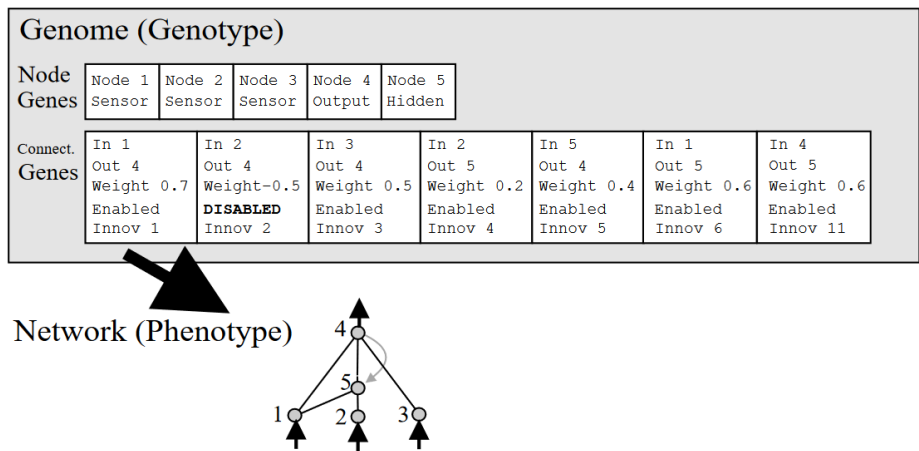 Genome (Genotype)
Node Genes
Node 1 Node 2 Node 3 Node 4 Node 5
Sensor Sensor Sensor Output Hidden
Connect. Genes
In 1 In 2 In 3 In 2 In 5 In 1 In 4
Out 4 Out 4 Out 4 Out 5 Out 4 Out 5 Out 5
Weight 0.7 Weight-0.5 Weight 0.5 Weight 0.2 Weight 0.4 Weight 0.6 Weight 0.6
Enabled DISABLED Enabled Enabled Enabled Enabled Enabled
Innov 1 Innov 2 Innov 3 Innov 4 Innov 5 Innov 6 Innov 11
Network (Phenotype)
4
5
1 2 3